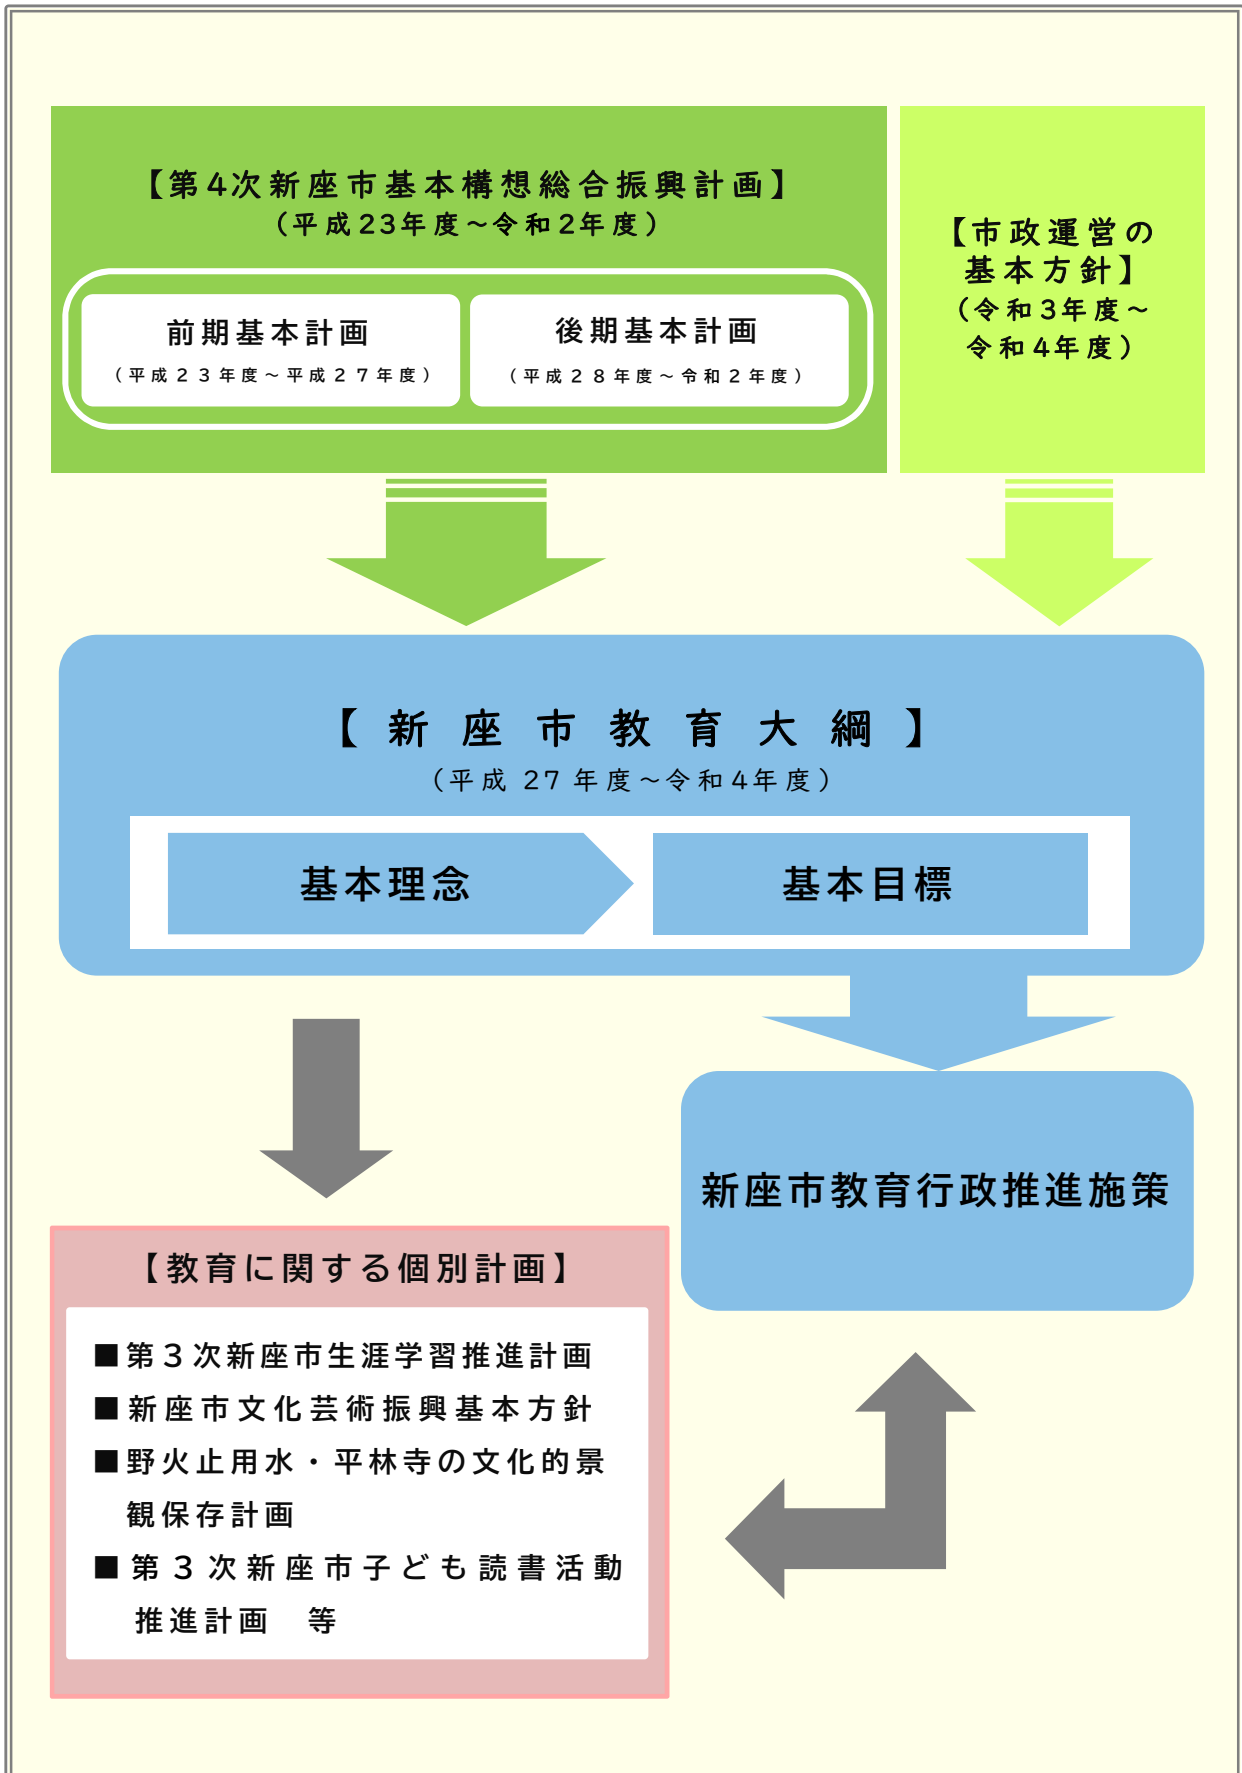 【第4次新座市基本構想総合振興計画】
（平成23年度～令和2年度）
前期基本計画
（平成２３年度～平成２７年度）
後期基本計画
（平成２８年度～令和２年度）
【市政運営の
基本方針】
（令和3年度～
令和4年度）
【新座市教育大綱】
（平成 27 年度～令和4年度）
基本理念
基本目標
新座市教育行政推進施策
【教育に関する個別計画】
■第３次新座市生涯学習推進計画
■新座市文化芸術振興基本方針
■野火止用水・平林寺の文化的景
観保存計画
■第３次新座市子ども読書活動
推進計画　等